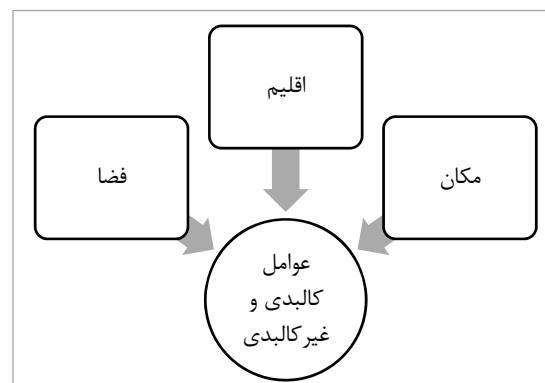 اقلیم
مکان
فضا
عوامل
کالبدی و
غیرکالبدی